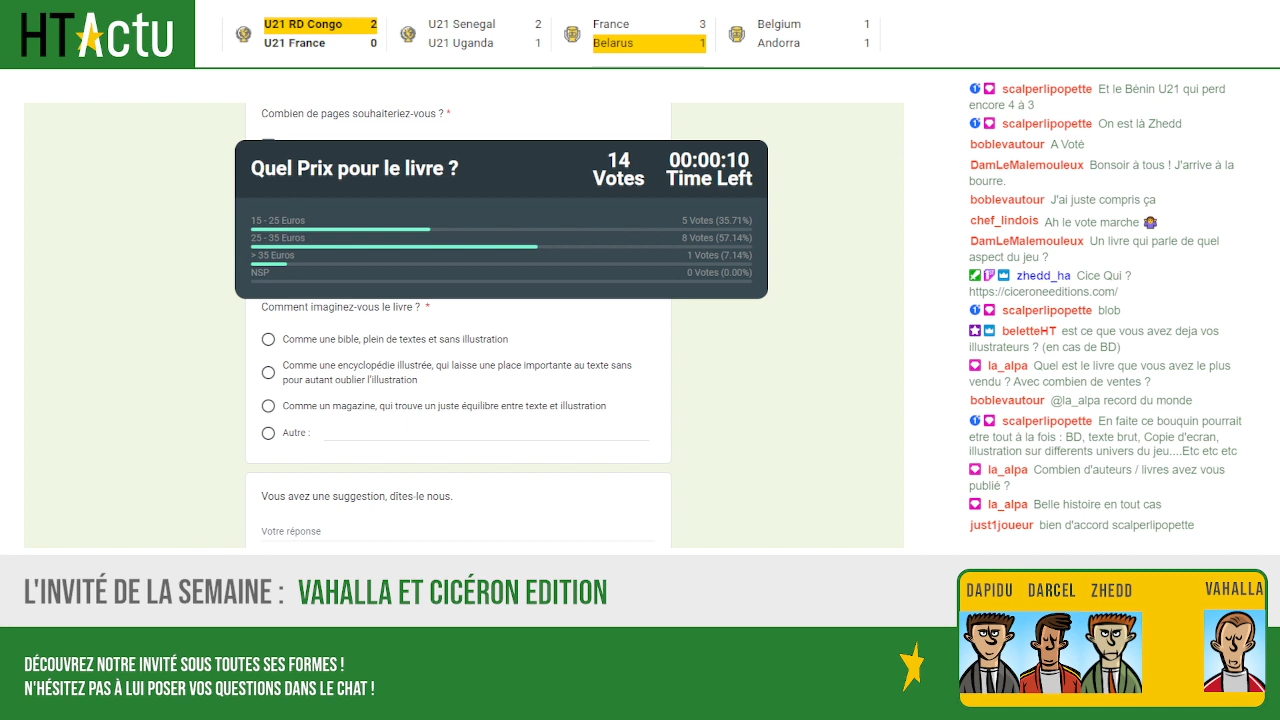 HTActu
U21 RD Congo 2
U21 France 0
U21 Senegal 2
U21 Uganda 1
France 3
Belarus 1
Belgium 1
Andorra 1
Combien de pages souhaiteriez-vous ? *
Quel Prix pour le livre ?
14
Votes
00:00:10
Time Left
15 - 25 Euros 5 Votes (35.71%)
25 - 35 Euros 8 Votes (57.14%)
> 35 Euros 1 Votes (7.14%)
NSP 0 Votes (0.00%)
Comment imaginez-vous le livre ? *
Comme une bible, plein de textes et sans illustration
Comme une encyclopédie illustrée, qui laisse une place importante au texte sans
pour autant oublier l'illustration
Comme un magazine, qui trouve un juste équilibre entre texte et illustration
Autre :
Vous avez une suggestion, dîtes-le nous.
Votre réponse
scalperlipopette Et le Bénin U21 qui perd
encore 4 à 3
scalperlipopette On est là Zhedd
boblevautour A Voté
DamLeMalemouleux Bonsoir à tous ! J'arrive à la
bourre.
boblevautour J'ai juste compris ça
chef_lindois Ah le vote marche 🤷🏽‍♀️
DamLeMalemouleux Un livre qui parle de quel
aspect du jeu ?
zhedd_ha Cice Qui ?
https://ciceroneeditions.com/
scalperlipopette blob
beletteHT est ce que vous avez deja vos
illustrateurs ? (en cas de BD)
la_alpa Quel est le livre que vous avez le plus
vendu ? Avec combien de ventes ?
boblevautour @la_alpa record du monde
scalperlipopette En faite ce bouquin pourrait
etre tout à la fois : BD, texte brut, Copie d'ecran,
illustration sur differents univers du jeu....Etc etc etc
la_alpa Combien d'auteurs / livres avez vous
publié ?
la_alpa Belle histoire en tout cas
just1joueur bien d'accord scalperlipopette
L'INVITÉ DE LA SEMAINE : VAHALLA ET CICÉRON EDITION
DÉCOUVREZ NOTRE INVITÉ SOUS TOUTES SES FORMES !
N'HÉSITEZ PAS À LUI POSER VOS QUESTIONS DANS LE CHAT !
DAPIDU DARCEL ZHEDD VAHALLA